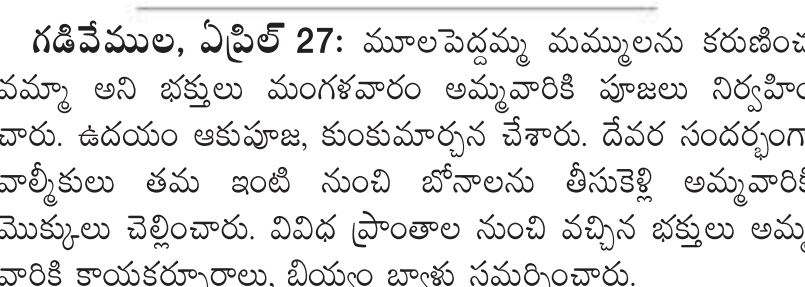 గడివేముల, ఏప్రిల్ 27: మూలపెద్దమ్మ మమ్ములను కరుణించ
వమ్మా అని భక్తులు మంగళవారం అమ్మవారికి పూజలు నిర్వహిం
చారు. ఉదయం ఆకుపూజ, కుంకుమార్చన చేశారు. దేవర సందర్భంగా
వాల్మీకులు తమ ఇంటి నుంచి బోనాలను తీసుకెళ్లి అమ్మవారికి
మొక్కులు చెల్లించారు. వివిధ ప్రాంతాల నుంచి వచ్చిన భక్తులు అమ్మ
వారికి కాయకర్పూరాలు, బియ్యం బ్యాళు సమర్పించారు.